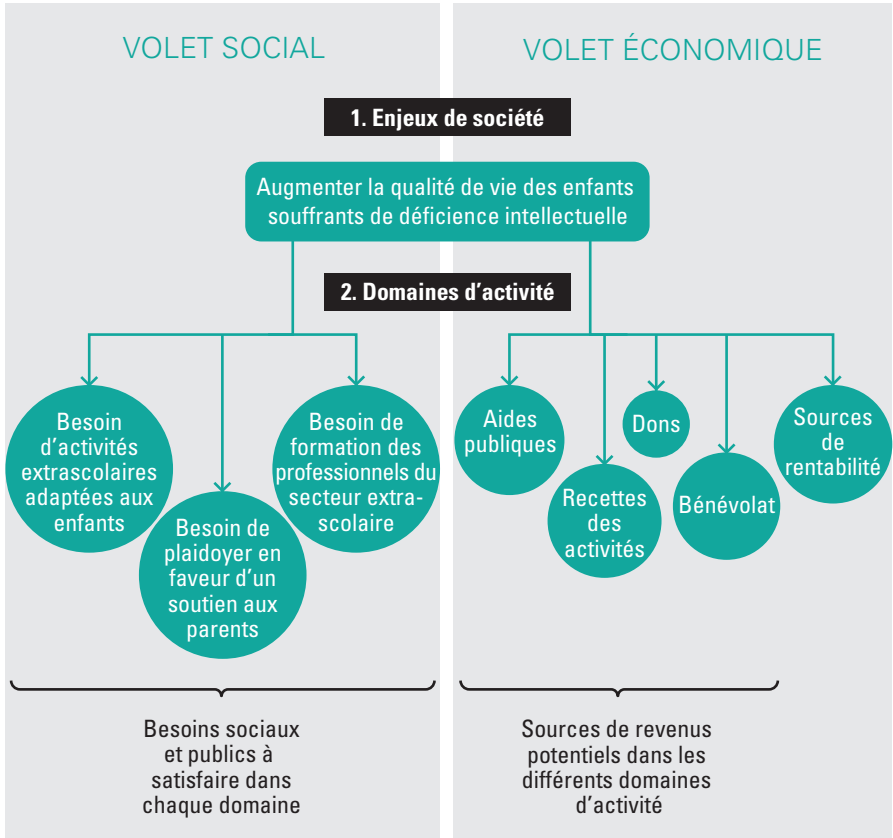 VOLET SOCIAL
VOLET ÉCONOMIQUE
1. Enjeux de société
Augmenter la qualité de vie des enfants
souffrants de déficience intellectuelle
2. Domaines d'activité
Besoin
d'activités
extrascolaires
adaptées aux
enfants
Besoin de
plaidoyer en
faveur d'un
soutien aux
parents
Besoin de
formation des
professionnels du
secteur extra-
scolaire
Aides
publiques
Recettes
des
activités
Dons
Bénévolat
Sources
de
rentabilité
Besoins sociaux
et publics à
satisfaire dans
chaque domaine
Sources de revenus
potentiels dans les
différents domaines
d'activité